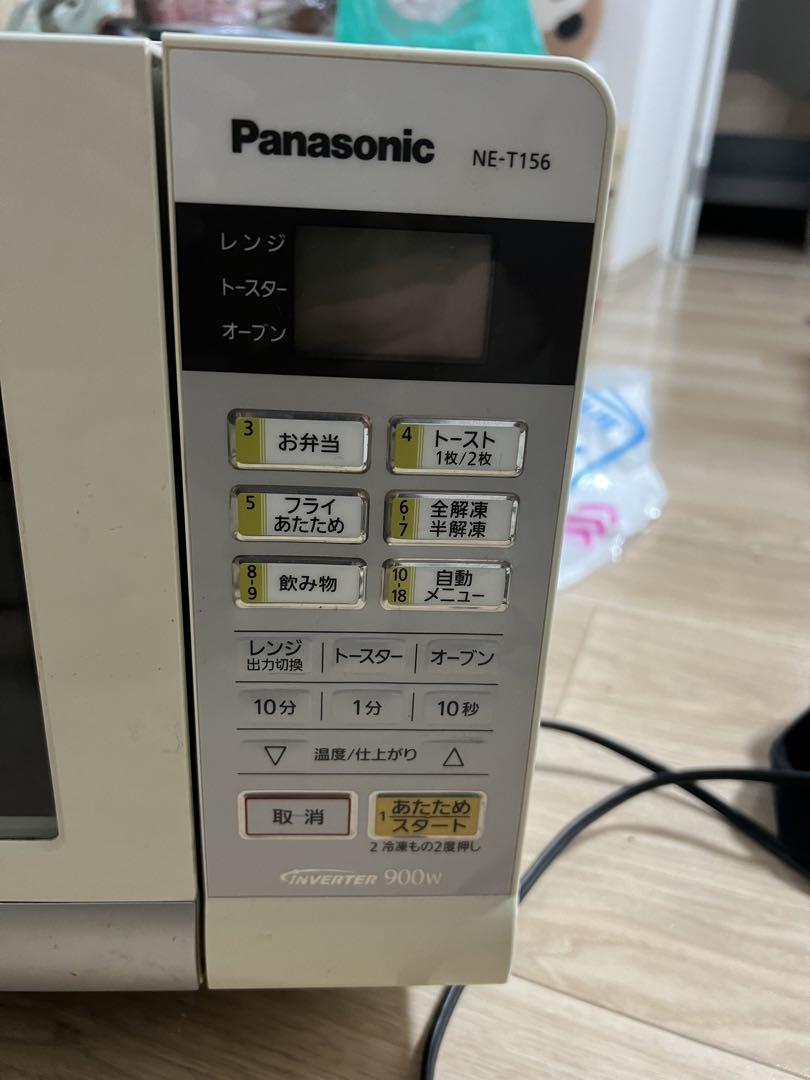 Panasonic NE-T156
レンジ
トースター
オーブン
3 お弁当
4 トースト
1枚/2枚
5 フライ
あたため
6-7 全解凍
半解凍
8-9 飲み物
10-18 自動
メニュー
レンジ
出力切換
トースター
オーブン
10分 1分 10秒
▽ 温度/仕上がり △
取消
1 あたため
スタート
2 冷凍もの2度押し
INVERTER 900W